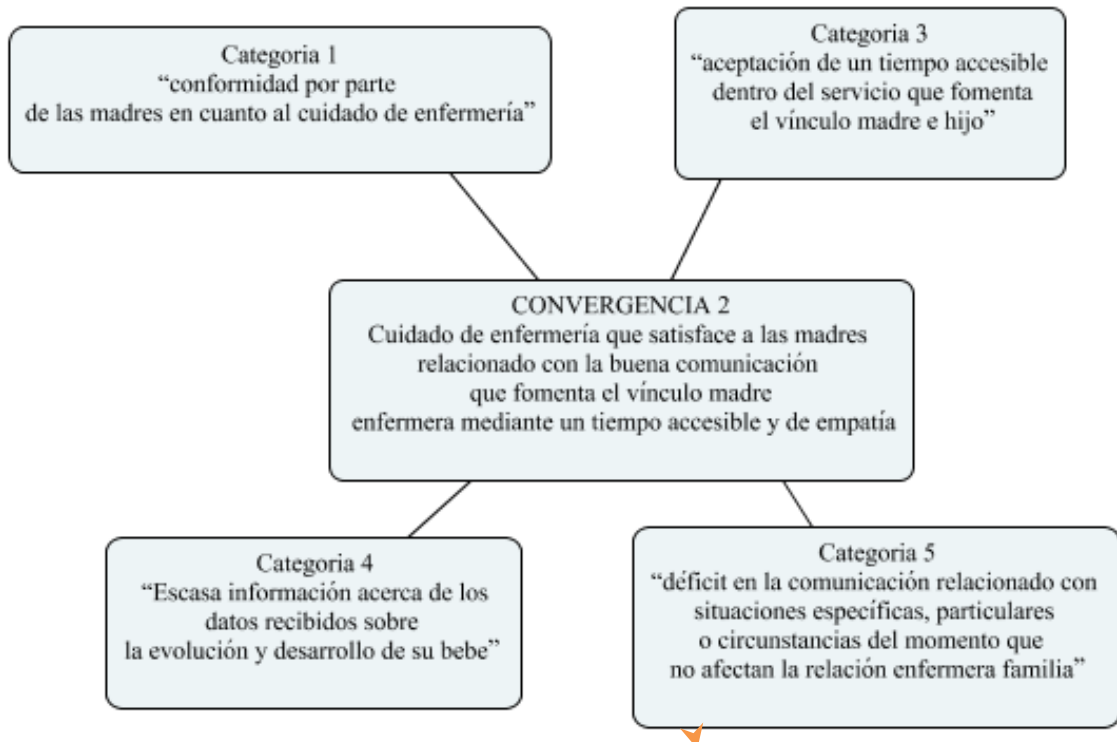 Categoria 1
“conformidad por parte
de las madres en cuanto al cuidado de enfermería”
Categoria 3
“aceptación de un tiempo accesible
dentro del servicio que fomenta
el vínculo madre e hijo”
CONVERGENCIA 2
Cuidado de enfermería que satisface a las madres
relacionado con la buena comunicación
que fomenta el vínculo madre
enfermera mediante un tiempo accesible y de empatía
Categoria 4
“Escasa información acerca de los
datos recibidos sobre
la evolución y desarrollo de su bebe”
Categoria 5
“déficit en la comunicación relacionado con
situaciones específicas, particulares
o circunstancias del momento que
no afectan la relación enfermera familia”